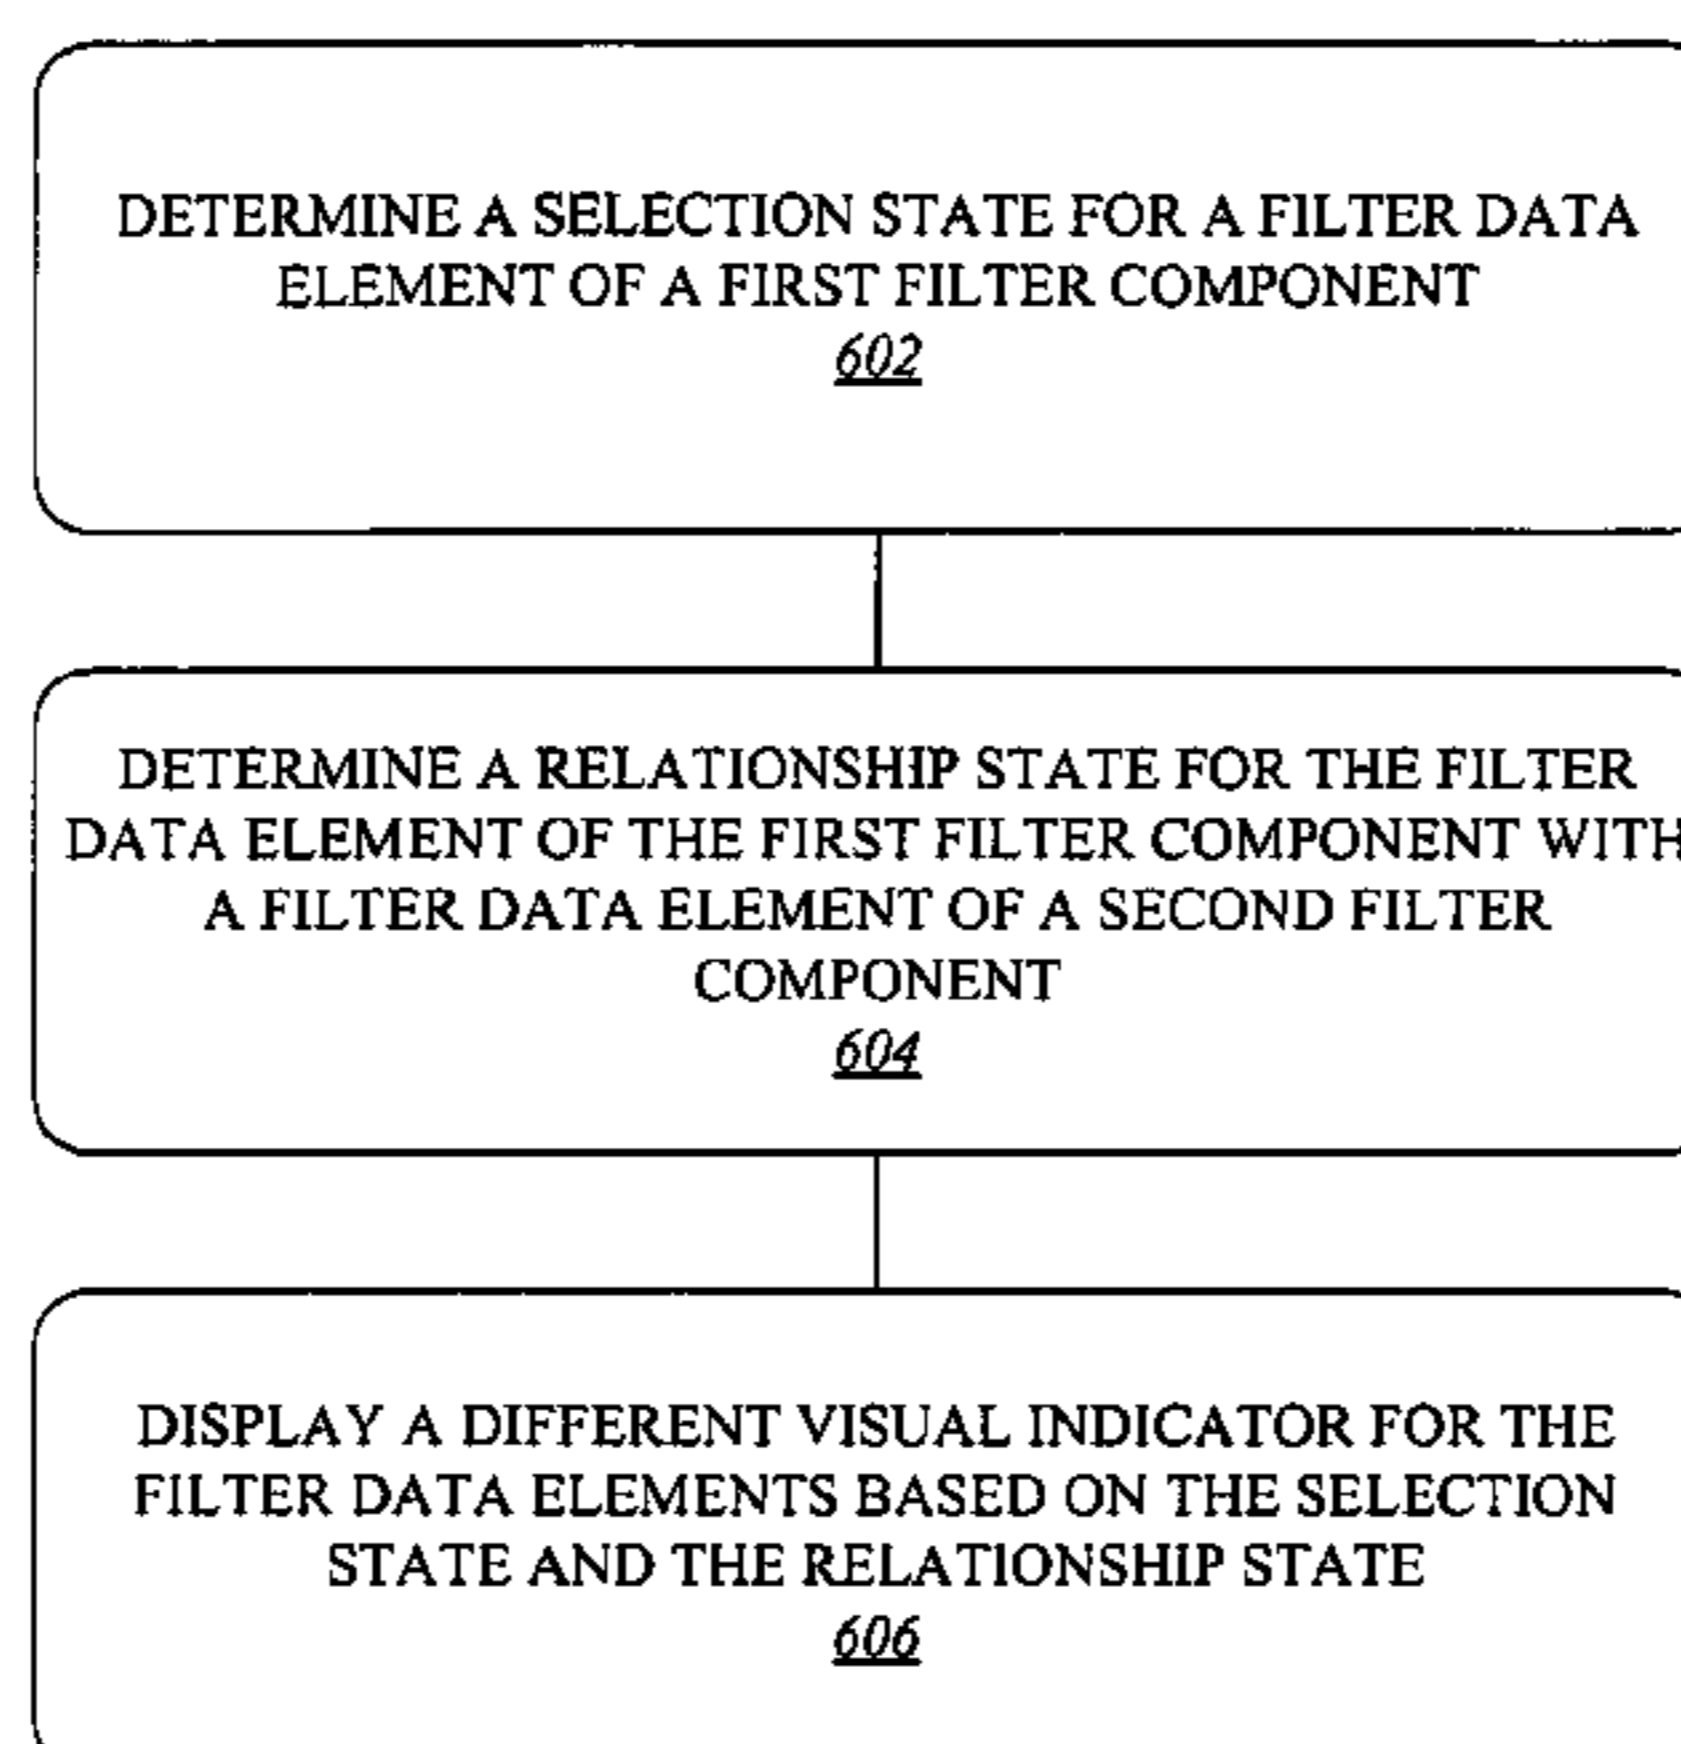 DETERMINE A SELECTION STATE FOR A FILTER DATA
ELEMENT OF A FIRST FILTER COMPONENT
602
DETERMINE A RELATIONSHIP STATE FOR THE FILTER
DATA ELEMENT OF THE FIRST FILTER COMPONENT WITH
A FILTER DATA ELEMENT OF A SECOND FILTER
COMPONENT
604
DISPLAY A DIFFERENT VISUAL INDICATOR FOR THE
FILTER DATA ELEMENTS BASED ON THE SELECTION
STATE AND THE RELATIONSHIP STATE
606